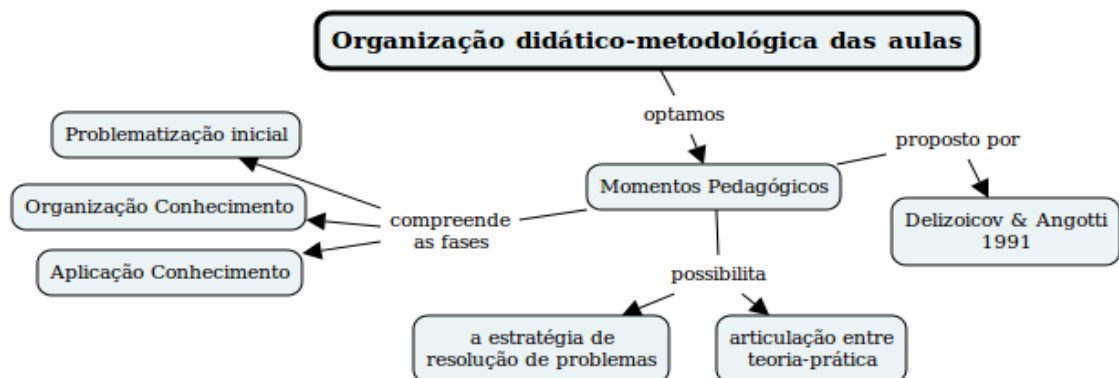 Organização didático-metodológica das aulas
optamos
Problematização inicial
proposto por
Momentos Pedagógicos
Organização Conhecimento
compreende
as fases
Delizoicov & Angotti
1991
Aplicação Conhecimento
possibilita
a estratégia de
resolução de problemas
articulação entre
teoria-prática